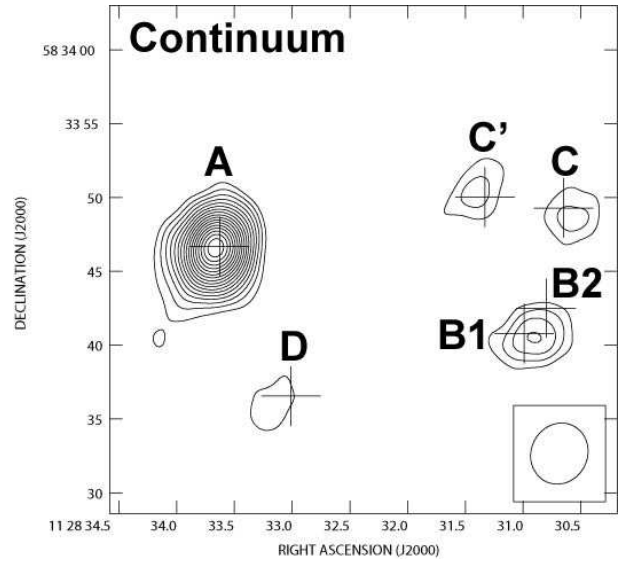 Continuum
58 34 00
33 55
50
45
40
35
30
DECLINATION (J2000)
A
C’
C
B2
B1
D
11 28 34.5
34.0
33.5
33.0
32.5
32.0
31.5
31.0
30.5
RIGHT ASCENSION (J2000)